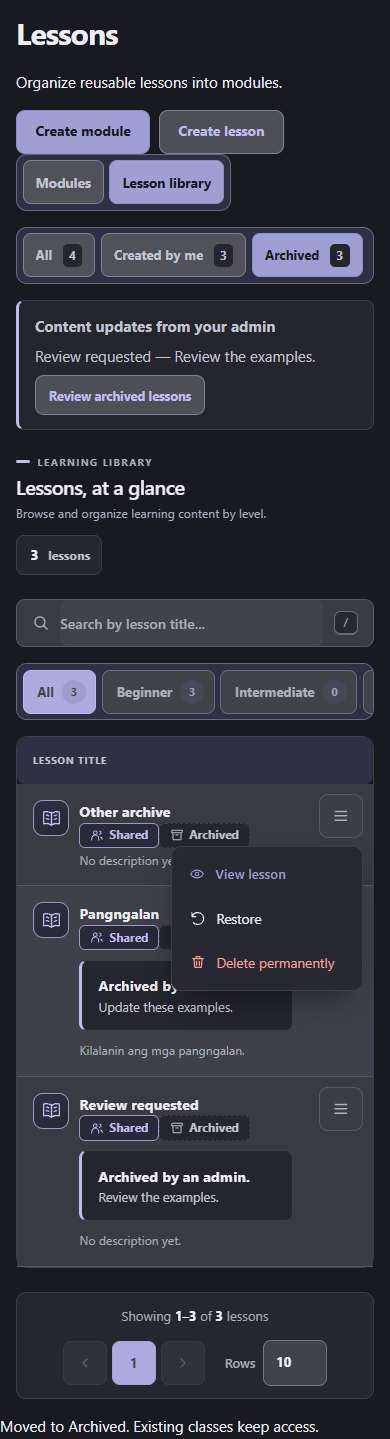 Lessons
Organize reusable lessons into modules.
Create module
Create lesson
Modules
Lesson library
All 4
Created by me 3
Archived 3
Content updates from your admin
Review requested — Review the examples.
Review archived lessons
LEARNING LIBRARY
Lessons, at a glance
Browse and organize learning content by level.
3 lessons
Search by lesson title...
/
All 3
Beginner 3
Intermediate 0
LESSON TITLE
Other archive
Shared
Archived
No description
View lesson
Restore
Delete permanently
Pangngalan
Shared
Archived
Update these examples.
Kilalanin ang mga pangngalan.
Review requested
Shared
Archived
Archived by an admin.
Review the examples.
No description yet.
Showing 1–3 of 3 lessons
1
Rows
10
Moved to Archived. Existing classes keep access.